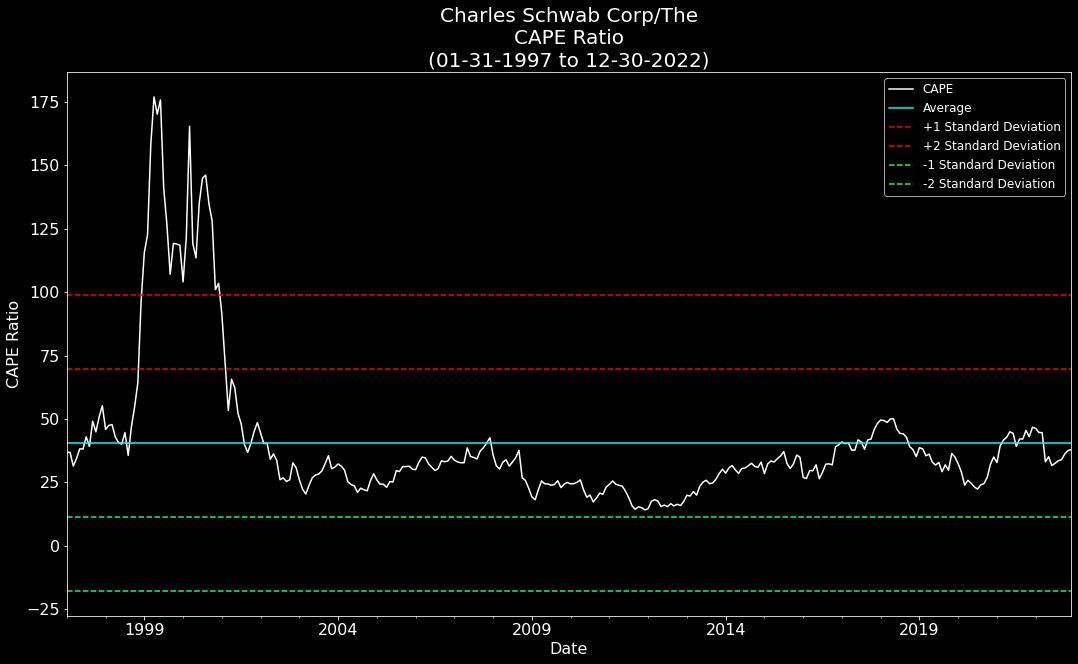 Charles Schwab Corp/The
CAPE Ratio
(01-31-1997 to 12-30-2022)
CAPE
Average
+1 Standard Deviation
+2 Standard Deviation
-1 Standard Deviation
-2 Standard Deviation
CAPE Ratio
175
150
125
100
75
50
25
0
−25
1999
2004
2009
2014
2019
Date